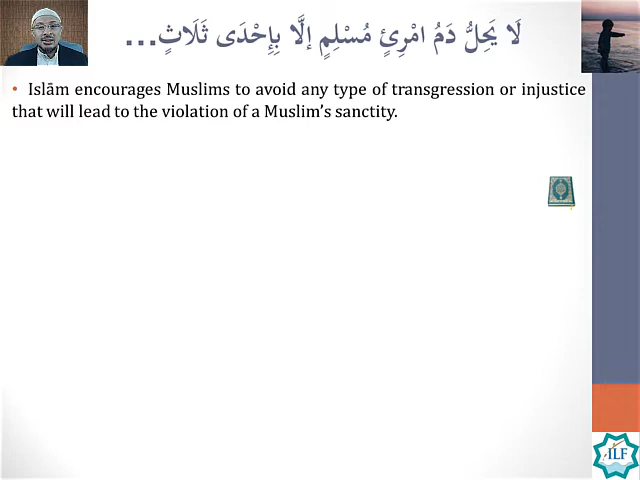 لَا يَحِلُّ دَمُ امْرِئٍ مُسْلِمٍ إلَّا بِإِحْدَى ثَلَاثٍ...
• Islām encourages Muslims to avoid any type of transgression or injustice
that will lead to the violation of a Muslim’s sanctity.
ILF